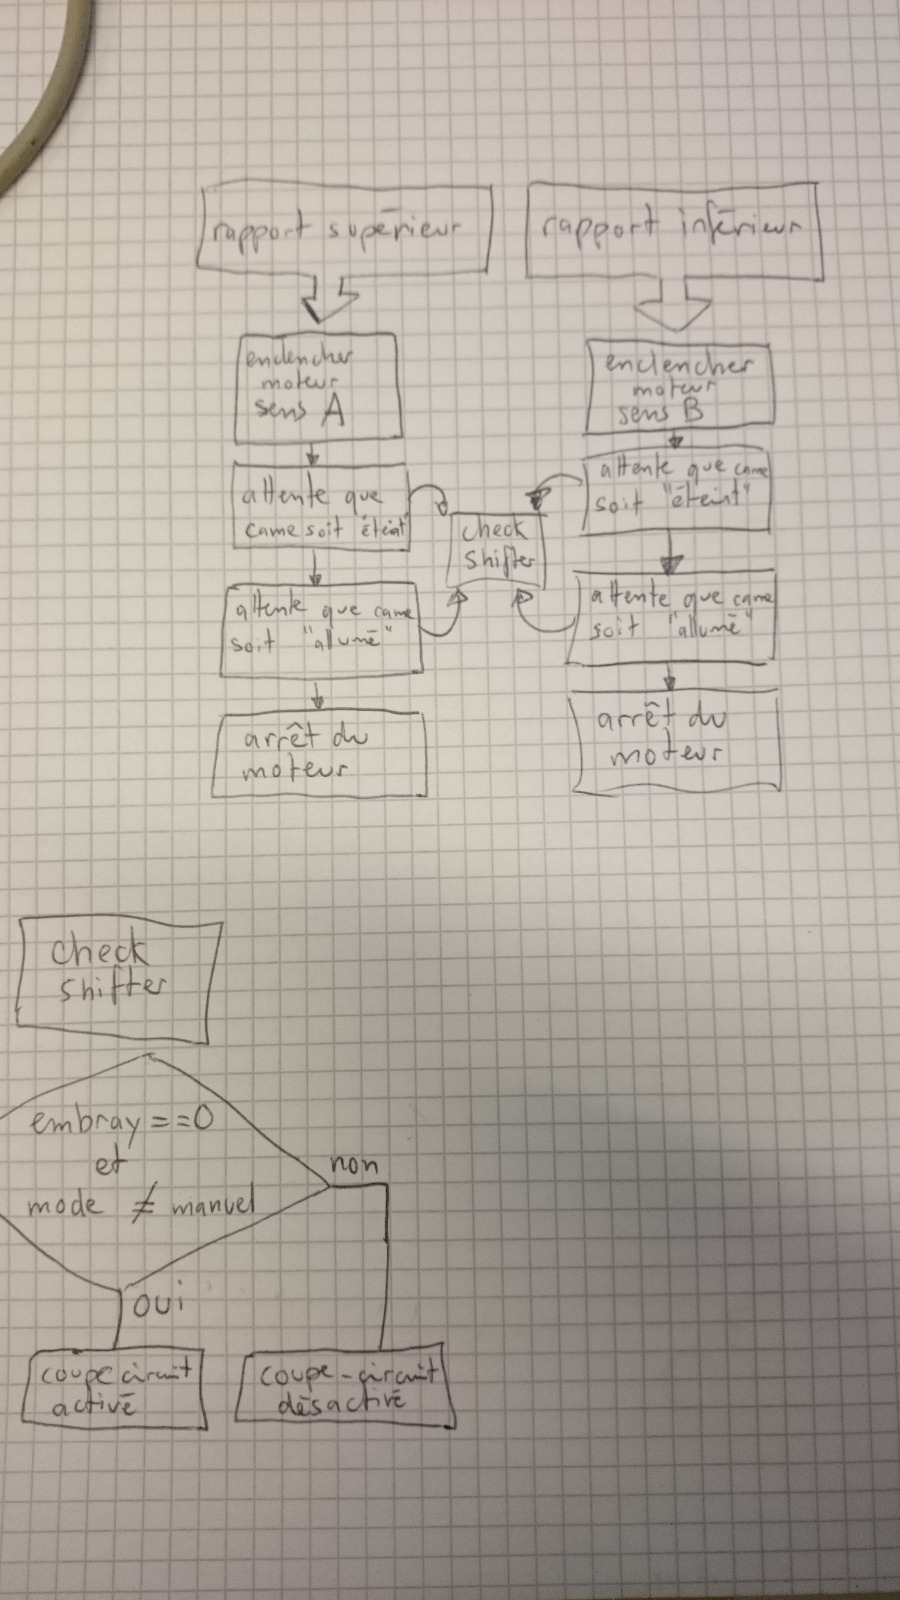 rapport supérieur
rapport inférieur
enclencher
moteur
sens A
enclencher
moteur
sens B
attente que
came soit "éteint"
attente que came
soit "éteint"
check
shifter
attente que came
soit "allumé"
attente que came
soit "allumé"
arrêt du
moteur
arrêt du
moteur
check
shifter
embray ==0
et
mode ≠ manuel
non
oui
coupe circuit
activé
coupe-circuit
désactivé